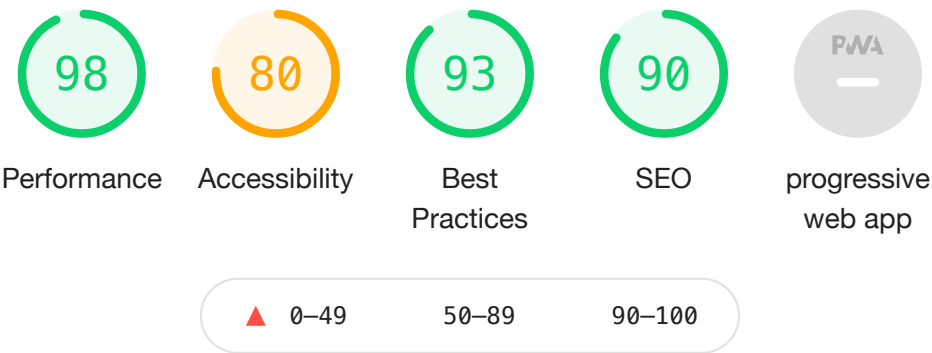 98
80
93
90
PWA
Performance
Accessibility
Best
Practices
SEO
progressive
web app
0–49
50–89
90–100